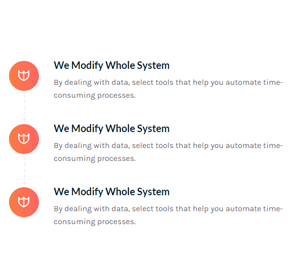 We Modify Whole System
By dealing with data, select tools that help you automate time-
consuming processes.
We Modify Whole System
By dealing with data, select tools that help you automate time-
consuming processes.
We Modify Whole System
By dealing with data, select tools that help you automate time-
consuming processes.